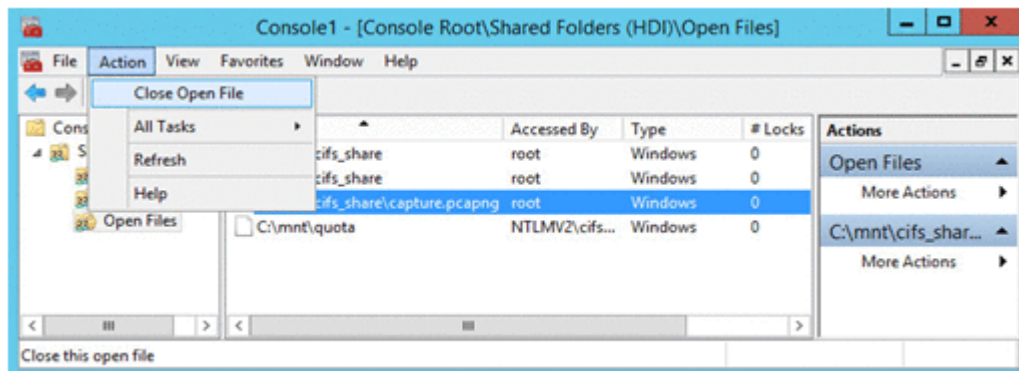 Console1 - [Console Root\Shared Folders (HDI)\Open Files]
File Action View Favorites Window Help
Close Open File
All Tasks
Refresh
Help
Cons
S
Open Files
Accessed By Type # Locks
cifs_share root Windows 0
cifs_share root Windows 0
cifs_share\capture.pcapng root Windows 0
C:\mnt\quota NTLMV2\cifs... Windows 0
Actions
Open Files
More Actions
C:\mnt\cifs_shar...
More Actions
Close this open file